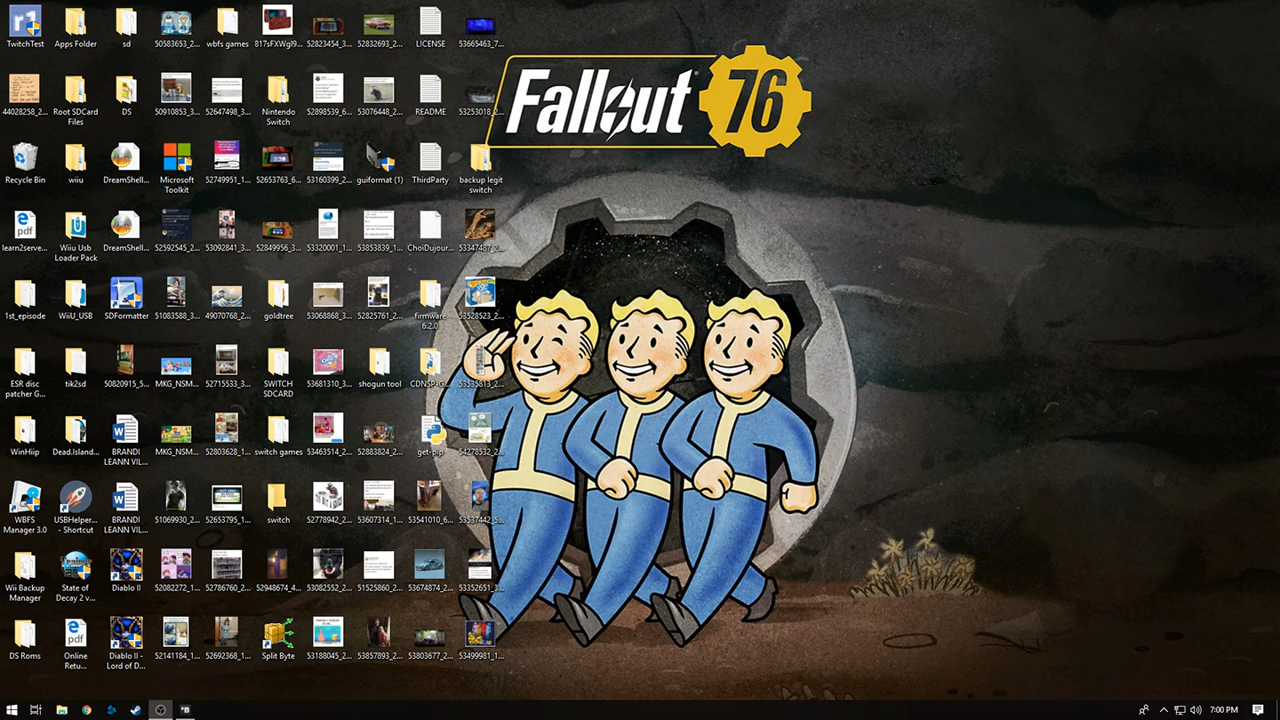 TwitchTest
Apps Folder
sd
50583653_2...
wbfs games
817sFXWgl9...
52823454_3...
52832693_2...
LICENSE
53665463_7...
Fallout 76
44028258_2...
Root SDCard
Files
DS
50910853_3...
52647498_3...
Nintendo
Switch
52898539_6...
53076448_2...
README
53253018_2...
Recycle Bin
wiiu
DreamShell...
Microsoft
Toolkit
52749951_1...
52653763_6...
53160399_2...
guiformat (1)
ThirdParty
backup legit
switch
pdf
learn2serve...
Wiiu Usb
Loader Pack
DreamShell...
52592545_2...
53092841_3...
52849956_3...
53320001_1...
53853839_1...
ChoiDujour...
53347487_2...
1st_episode
WiiU_USB
SDFormatter
51083588_3...
49070768_2...
goldtree
53068868_3...
52825761_2...
firmware
6.2.0
53528523_2...
ESR disc
patcher G...
tik2sd
50820915_5...
MKG_NSM...
52715533_3...
SWITCH
SDCARD
53681310_3...
shogun tool
CDNSP-G...
53535813_2...
WinHiip
Dead.Island...
BRANDI
LEANN VIL...
MKG_NSM...
52803628_1...
switch games
53463514_2...
52883824_2...
get-pip
54278532_2...
WBFS
Manager 3.0
USBHelper...
- Shortcut
BRANDI
LEANN VIL...
51069930_2...
52653795_1...
switch
52778942_2...
53607314_1...
53541010_6...
53537442_5...
Wii Backup
Manager
State of
Decay 2 v...
Diablo II
52082272_1...
52786760_2...
52948674_4...
53082552_2...
51525860_2...
53674874_2...
53352651_3...
DS Roms
pdf
Online
Retu...
Diablo II -
Lord of D...
52141184_1...
52692368_1...
Split Byte
53188045_2...
53857893_2...
53803677_2...
53499981_1...
7:00 PM